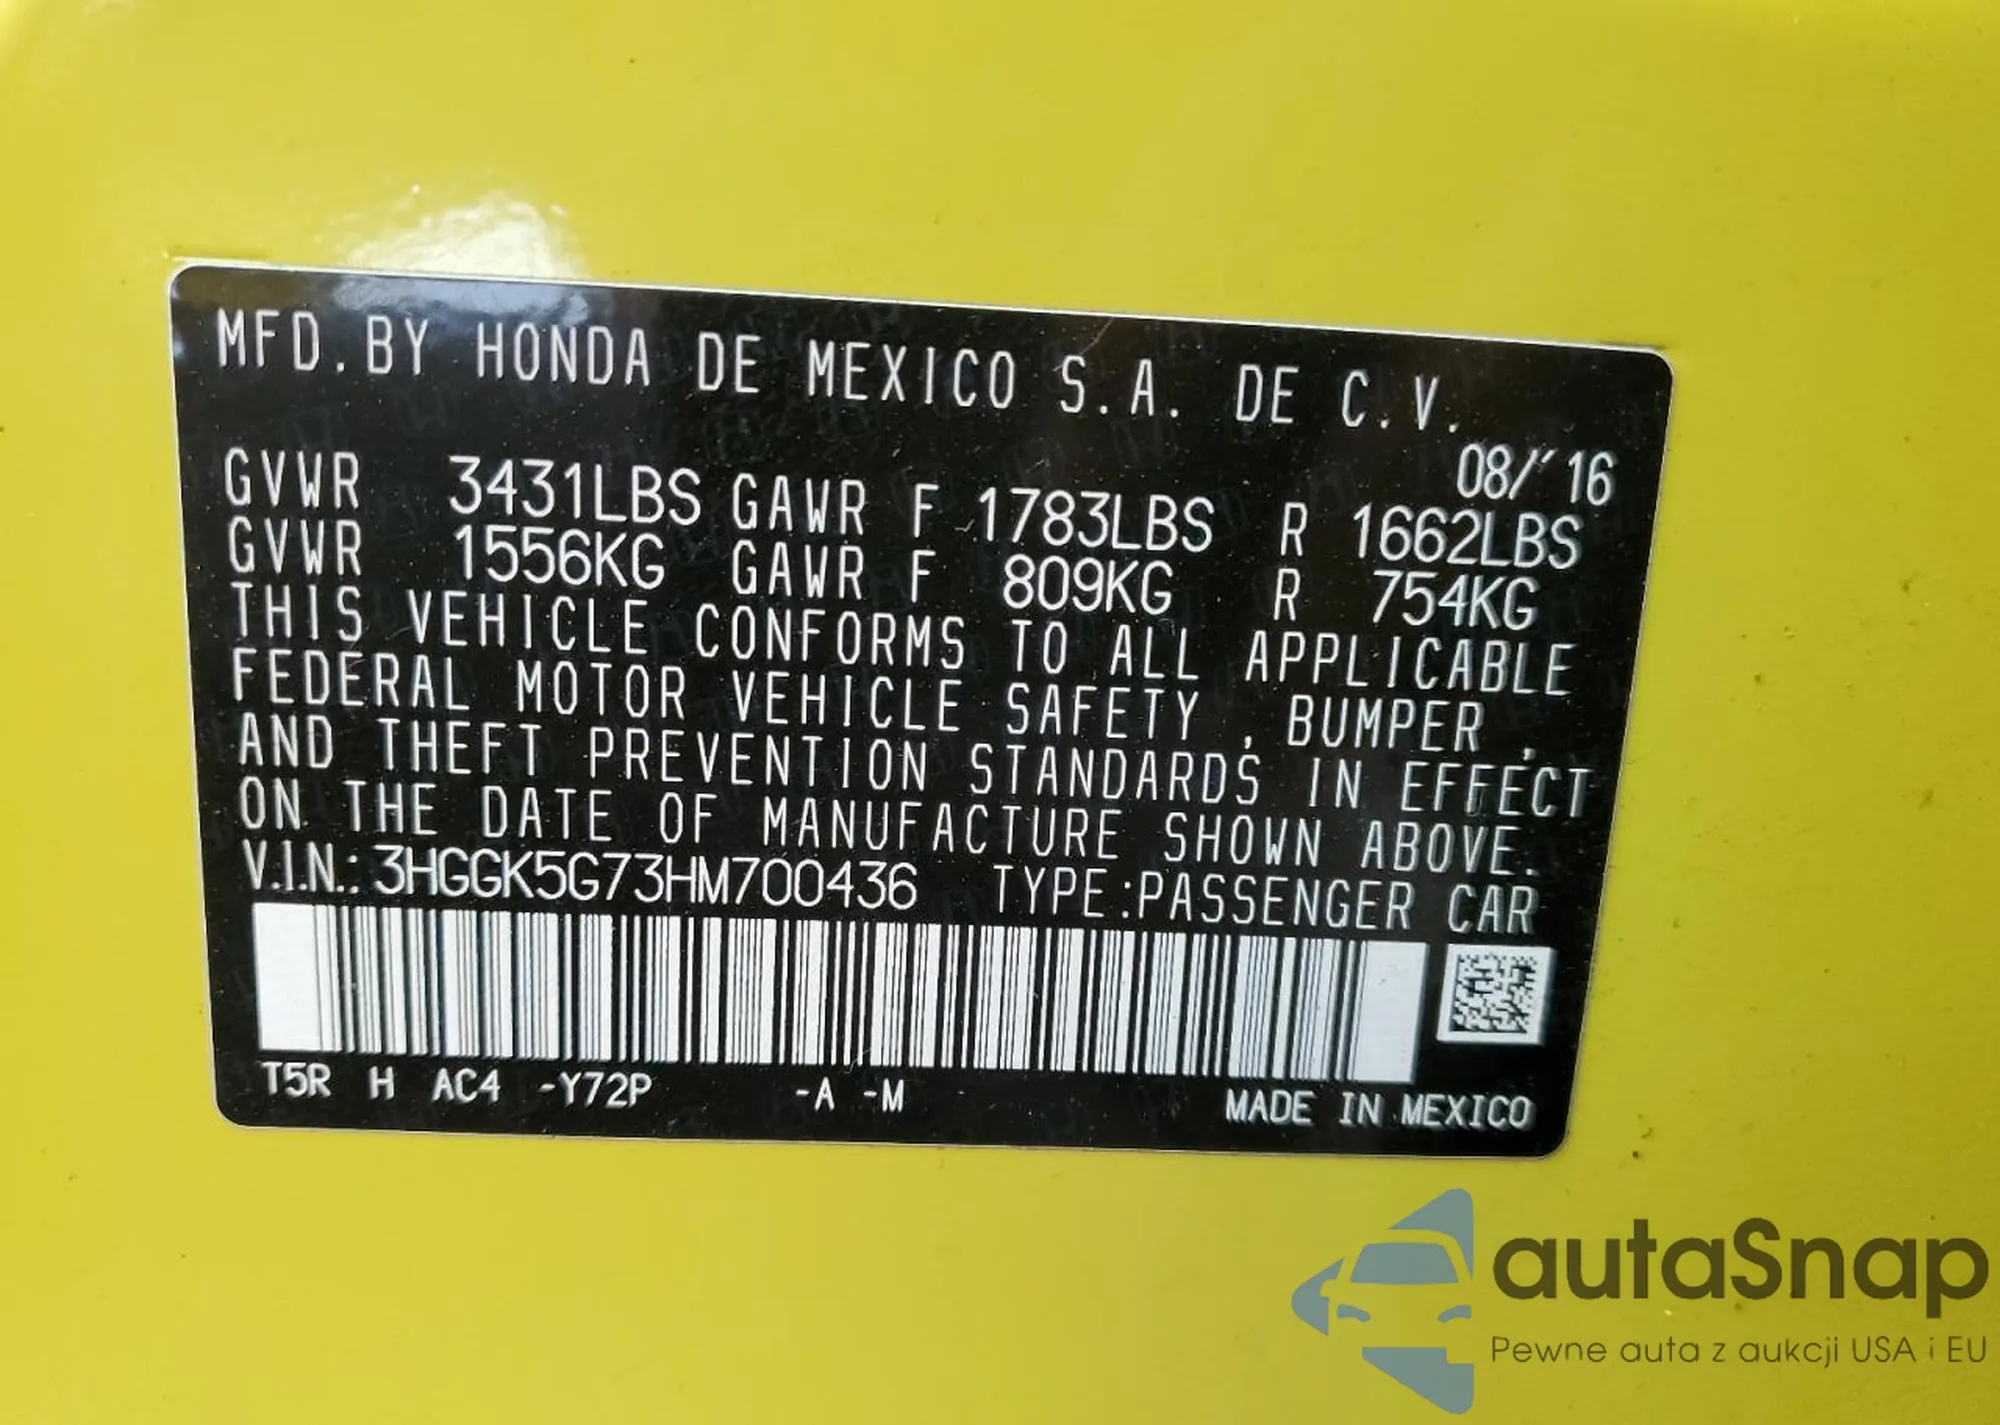 MFD.BY HONDA DE MEXICO S.A. DE C.V.
08/'16
GVWR 3431LBS GAWR F 1783LBS R 1662LBS
GVWR 1556KG GAWR F 809KG R 754KG
THIS VEHICLE CONFORMS TO ALL APPLICABLE
FEDERAL MOTOR VEHICLE SAFETY, BUMPER,
AND THEFT PREVENTION STANDARDS IN EFFECT
ON THE DATE OF MANUFACTURE SHOWN ABOVE.
V.I.N.: 3HGGK5G73HM700436 TYPE:PASSENGER CAR
T5R H AC4 -Y72P -A -M MADE IN MEXICO
autaSnap
Pewne auta z aukcji USA i EU